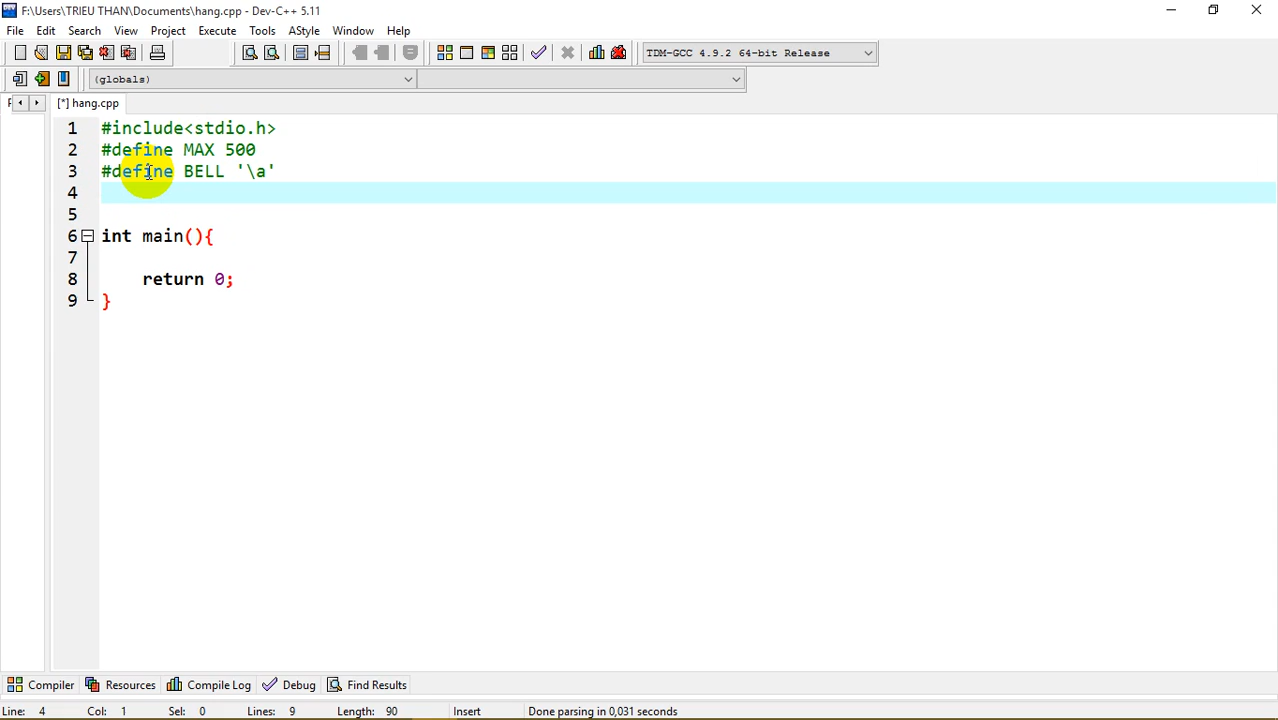 F:\Users\TRIEU THAN\Documents\hang.cpp - Dev-C++ 5.11
File Edit Search View Project Execute Tools AStyle Window Help
TDM-GCC 4.9.2 64-bit Release
(globals)
[*] hang.cpp
1 #include<stdio.h>
2 #define MAX 500
3 #define BELL '\a'
4
5
6 int main(){
7
8 return 0;
9 }
Compiler Resources Compile Log Debug Find Results
Line: 4 Col: 1 Sel: 0 Lines: 9 Length: 90 Insert Done parsing in 0,031 seconds